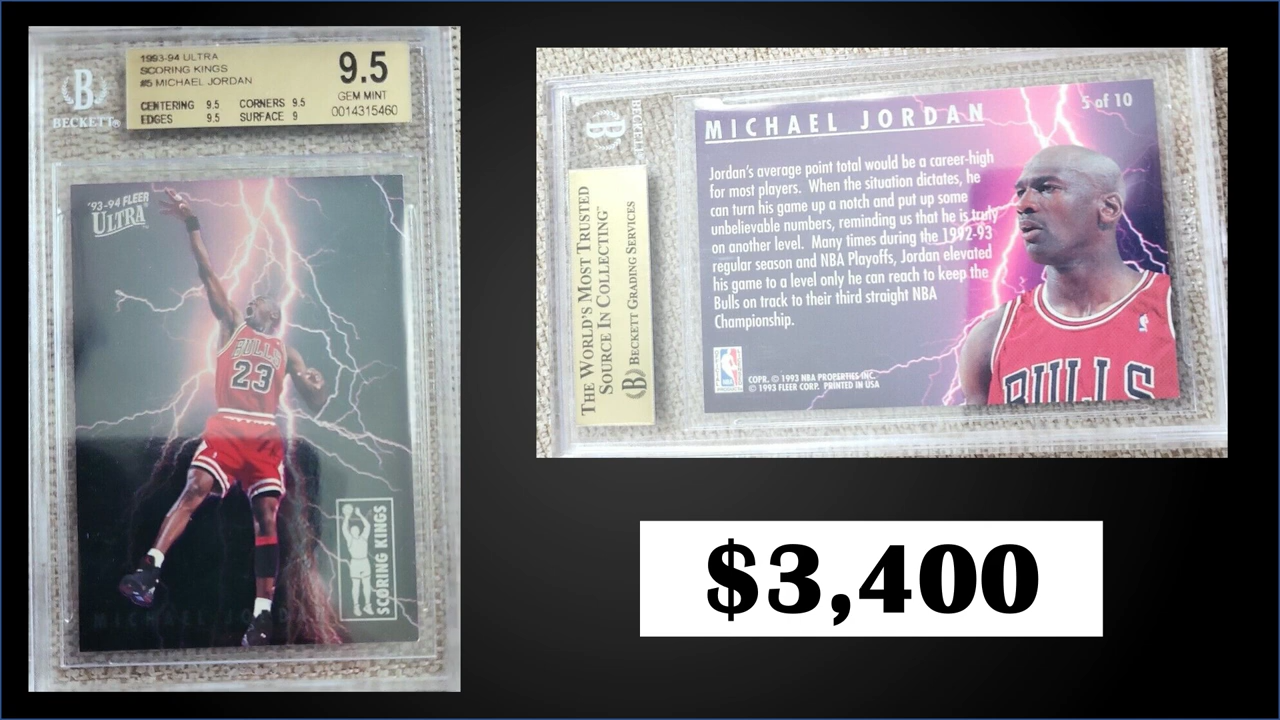 1993-94 ULTRA
SCORING KINGS
#5 MICHAEL JORDAN
9.5
GEM MINT
CENTERING 9.5 CORNERS 9.5
EDGES 9.5 SURFACE 9
0014315460
B
BECKETT®
'93-94 FLEER
ULTRA
BULLS
23
SCORING KINGS
MICHAEL JORDAN
B
BECKETT
THE WORLD'S MOST TRUSTED
SOURCE IN COLLECTING™
B BECKETT GRADING SERVICES
5 of 10
MICHAEL JORDAN
Jordan's average point total would be a career-high
for most players. When the situation dictates, he
can turn his game up a notch and put up some
unbelievable numbers, reminding us that he is truly
on another level. Many times during the 1992-93
regular season and NBA Playoffs, Jordan elevated
his game to a level only he can reach to keep the
Bulls on track to their third straight NBA
Championship.
NBA
COPR. © 1993 NBA PROPERTIES INC.
© 1993 FLEER CORP. PRINTED IN USA
BULLS
$3,400